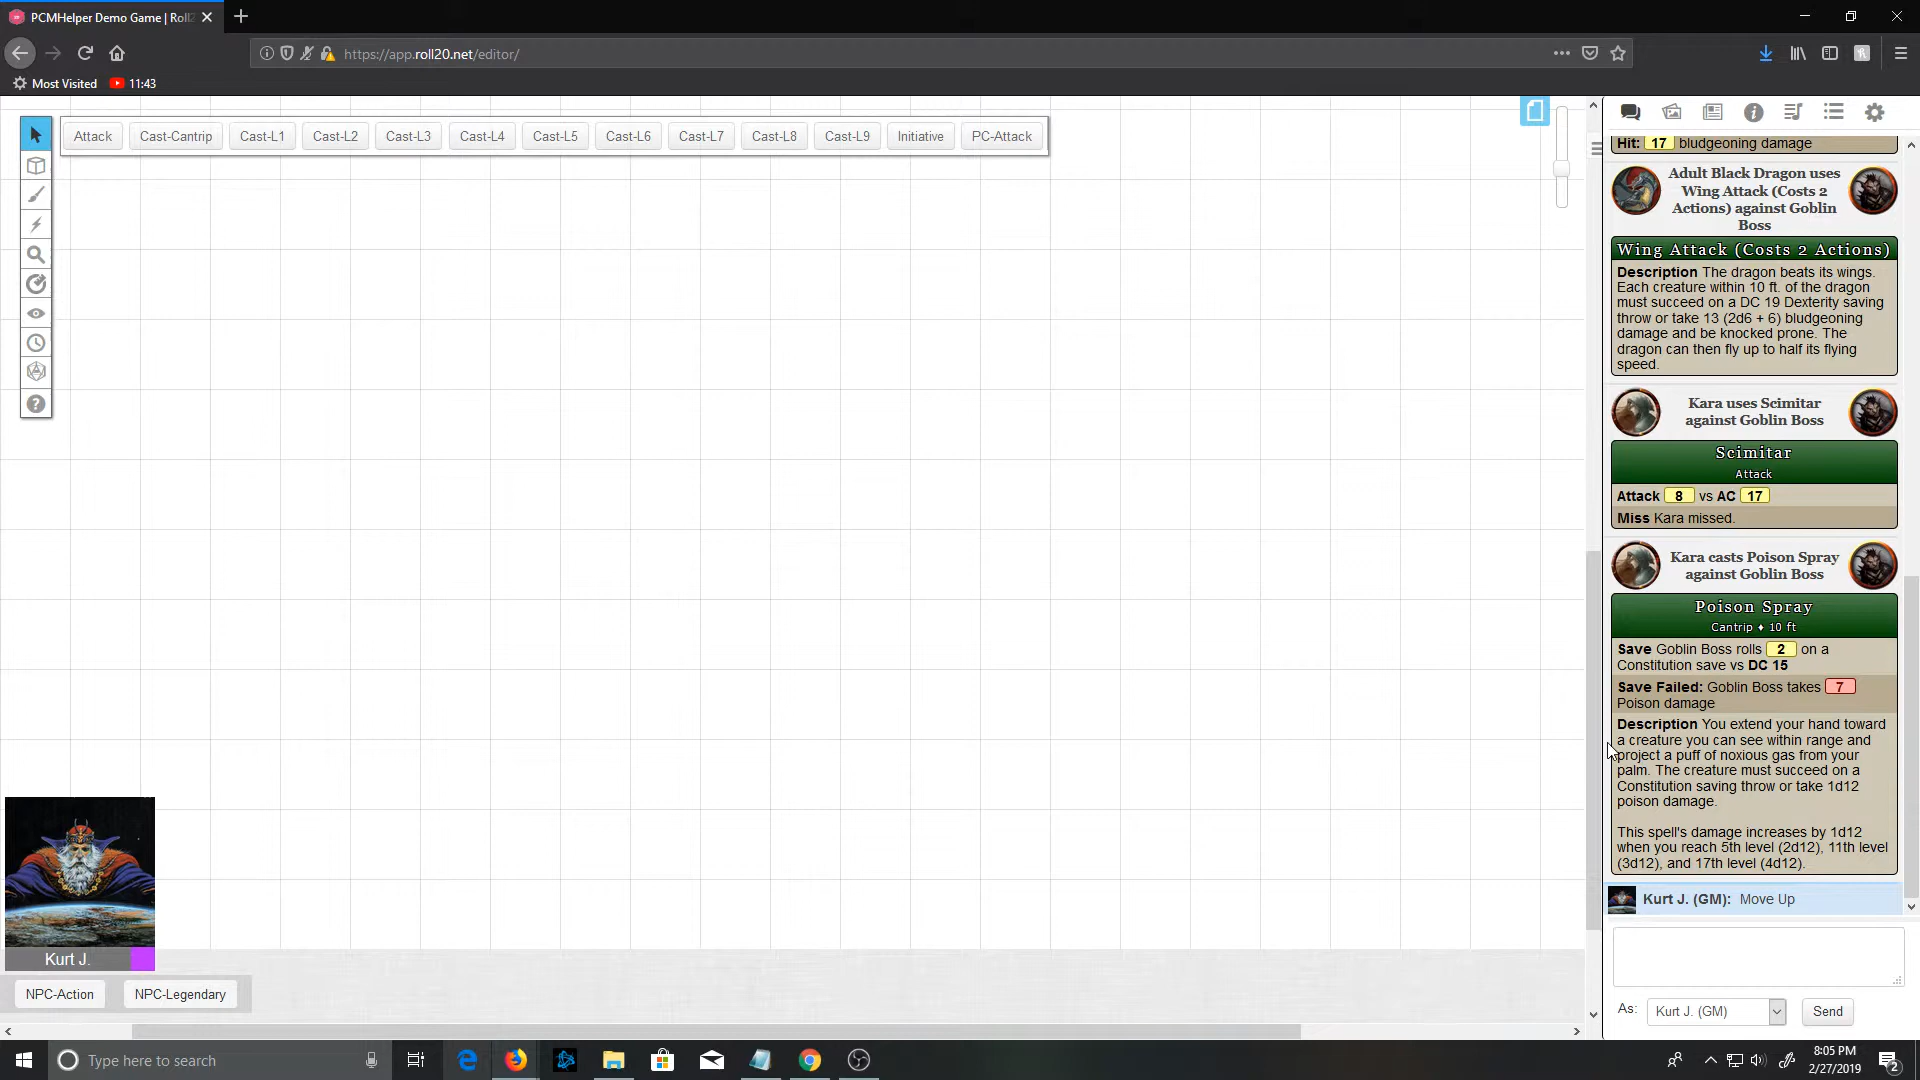 PCMHelper Demo Game | Roll2
https://app.roll20.net/editor/
Most Visited
11:43
Attack
Cast-Cantrip
Cast-L1
Cast-L2
Cast-L3
Cast-L4
Cast-L5
Cast-L6
Cast-L7
Cast-L8
Cast-L9
Initiative
PC-Attack
Hit: 17 bludgeoning damage
Adult Black Dragon uses
Wing Attack (Costs 2
Actions) against Goblin
Boss
Wing Attack (Costs 2 Actions)
Description The dragon beats its wings.
Each creature within 10 ft. of the dragon
must succeed on a DC 19 Dexterity saving
throw or take 13 (2d6 + 6) bludgeoning
damage and be knocked prone. The
dragon can then fly up to half its flying
speed.
Kara uses Scimitar
against Goblin Boss
Scimitar
Attack
Attack 8 vs AC 17
Miss Kara missed.
Kara casts Poison Spray
against Goblin Boss
Poison Spray
Cantrip ♦ 10 ft
Save Goblin Boss rolls 2 on a
Constitution save vs DC 15
Save Failed: Goblin Boss takes 7
Poison damage
Description You extend your hand toward
a creature you can see within range and
project a puff of noxious gas from your
palm. The creature must succeed on a
Constitution saving throw or take 1d12
poison damage.
This spell's damage increases by 1d12
when you reach 5th level (2d12), 11th level
(3d12), and 17th level (4d12).
Kurt J. (GM): Move Up
As:
Kurt J. (GM)
Send
Kurt J.
NPC-Action
NPC-Legendary
Type here to search
8:05 PM
2/27/2019
2